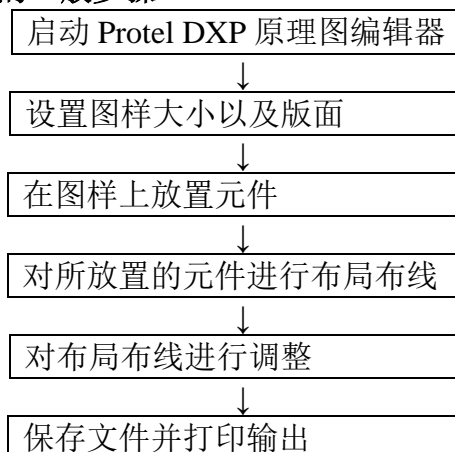 启动 Protel DXP 原理图编辑器
↓
设置图样大小以及版面
↓
在图样上放置元件
↓
对所放置的元件进行布局布线
↓
对布局布线进行调整
↓
保存文件并打印输出